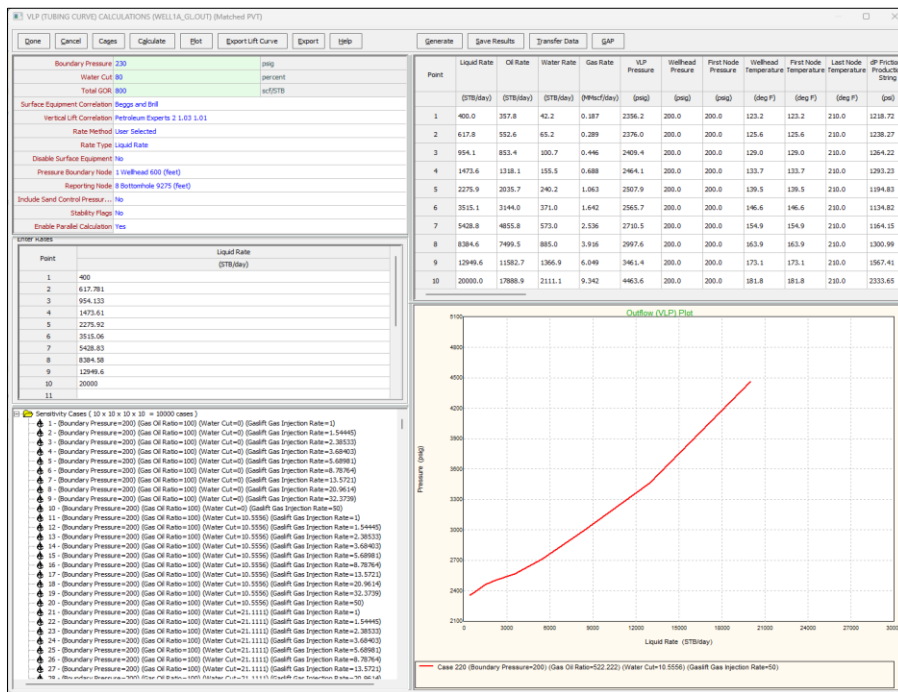 VLP (TUBING CURVE) CALCULATIONS (WELL1A_GL.OUT) (Matched PVT)
Done Cancel Cases Calculate Plot Export Lift Curve Export Help Generate Save Results Transfer Data GAP
Boundary Pressure 230 psig
Water Cut 80 percent
Total GOR 800 scf/STB
Surface Equipment Correlation Beggs and Brill
Vertical Lift Correlation Petroleum Experts 2 1.03 1.01
Rate Method User Selected
Rate Type Liquid Rate
Disable Surface Equipment No
Pressure Boundary Node 1 Wellhead 600 (feet)
Reporting Node 8 Bottomhole 9275 (feet)
Include Sand Control Pressur... No
Stability Flags No
Enable Parallel Calculation Yes
Enter Rates
Point Liquid Rate
(STB/day)
1 400
2 617.781
3 954.133
4 1473.61
5 2275.92
6 3515.06
7 5428.83
8 8384.58
9 12949.6
10 20000
11
Sensitivity Cases ( 10 x 10 x 10 x 10 = 10000 cases )
1 - (Boundary Pressure=200) (Gas Oil Ratio=100) (Water Cut=0) (Gaslift Gas Injection Rate=1)
2 - (Boundary Pressure=200) (Gas Oil Ratio=100) (Water Cut=0) (Gaslift Gas Injection Rate=1.54445)
3 - (Boundary Pressure=200) (Gas Oil Ratio=100) (Water Cut=0) (Gaslift Gas Injection Rate=2.38533)
4 - (Boundary Pressure=200) (Gas Oil Ratio=100) (Water Cut=0) (Gaslift Gas Injection Rate=3.68403)
5 - (Boundary Pressure=200) (Gas Oil Ratio=100) (Water Cut=0) (Gaslift Gas Injection Rate=5.68981)
6 - (Boundary Pressure=200) (Gas Oil Ratio=100) (Water Cut=0) (Gaslift Gas Injection Rate=8.78764)
7 - (Boundary Pressure=200) (Gas Oil Ratio=100) (Water Cut=0) (Gaslift Gas Injection Rate=13.5721)
8 - (Boundary Pressure=200) (Gas Oil Ratio=100) (Water Cut=0) (Gaslift Gas Injection Rate=20.9614)
9 - (Boundary Pressure=200) (Gas Oil Ratio=100) (Water Cut=0) (Gaslift Gas Injection Rate=32.3739)
10 - (Boundary Pressure=200) (Gas Oil Ratio=100) (Water Cut=0) (Gaslift Gas Injection Rate=50)
11 - (Boundary Pressure=200) (Gas Oil Ratio=100) (Water Cut=10.5556) (Gaslift Gas Injection Rate=1)
12 - (Boundary Pressure=200) (Gas Oil Ratio=100) (Water Cut=10.5556) (Gaslift Gas Injection Rate=1.54445)
13 - (Boundary Pressure=200) (Gas Oil Ratio=100) (Water Cut=10.5556) (Gaslift Gas Injection Rate=2.38533)
14 - (Boundary Pressure=200) (Gas Oil Ratio=100) (Water Cut=10.5556) (Gaslift Gas Injection Rate=3.68403)
15 - (Boundary Pressure=200) (Gas Oil Ratio=100) (Water Cut=10.5556) (Gaslift Gas Injection Rate=5.68981)
16 - (Boundary Pressure=200) (Gas Oil Ratio=100) (Water Cut=10.5556) (Gaslift Gas Injection Rate=8.78764)
17 - (Boundary Pressure=200) (Gas Oil Ratio=100) (Water Cut=10.5556) (Gaslift Gas Injection Rate=13.5721)
18 - (Boundary Pressure=200) (Gas Oil Ratio=100) (Water Cut=10.5556) (Gaslift Gas Injection Rate=20.9614)
19 - (Boundary Pressure=200) (Gas Oil Ratio=100) (Water Cut=10.5556) (Gaslift Gas Injection Rate=32.3739)
20 - (Boundary Pressure=200) (Gas Oil Ratio=100) (Water Cut=10.5556) (Gaslift Gas Injection Rate=50)
21 - (Boundary Pressure=200) (Gas Oil Ratio=100) (Water Cut=21.1111) (Gaslift Gas Injection Rate=1)
22 - (Boundary Pressure=200) (Gas Oil Ratio=100) (Water Cut=21.1111) (Gaslift Gas Injection Rate=1.54445)
23 - (Boundary Pressure=200) (Gas Oil Ratio=100) (Water Cut=21.1111) (Gaslift Gas Injection Rate=2.38533)
24 - (Boundary Pressure=200) (Gas Oil Ratio=100) (Water Cut=21.1111) (Gaslift Gas Injection Rate=3.68403)
25 - (Boundary Pressure=200) (Gas Oil Ratio=100) (Water Cut=21.1111) (Gaslift Gas Injection Rate=5.68981)
26 - (Boundary Pressure=200) (Gas Oil Ratio=100) (Water Cut=21.1111) (Gaslift Gas Injection Rate=8.78764)
27 - (Boundary Pressure=200) (Gas Oil Ratio=100) (Water Cut=21.1111) (Gaslift Gas Injection Rate=13.5721)
28 - (Boundary Pressure=200) (Gas Oil Ratio=100) (Water Cut=21.1111) (Gaslift Gas Injection Rate=20.9614)
Point Liquid Rate Oil Rate Water Rate Gas Rate VLP Pressure Wellhead Pressure First Node Pressure Wellhead Temperature First Node Temperature Last Node Temperature dP Friction Production String
(STB/day) (STB/day) (STB/day) (MMscf/day) (psig) (psig) (psig) (deg F) (deg F) (deg F) (psi)
1 400.0 357.8 42.2 0.187 2356.2 200.0 200.0 123.2 123.2 210.0 1218.72
2 617.8 552.6 65.2 0.289 2376.0 200.0 200.0 125.6 125.6 210.0 1238.27
3 954.1 853.4 100.7 0.446 2409.4 200.0 200.0 129.0 129.0 210.0 1264.22
4 1473.6 1318.1 155.5 0.688 2464.1 200.0 200.0 133.7 133.7 210.0 1293.23
5 2275.9 2035.7 240.2 1.063 2507.9 200.0 200.0 139.5 139.5 210.0 1194.83
6 3515.1 3144.0 371.0 1.642 2565.7 200.0 200.0 146.6 146.6 210.0 1134.82
7 5428.8 4855.8 573.0 2.536 2710.5 200.0 200.0 154.9 154.9 210.0 1164.15
8 8384.6 7499.5 885.0 3.916 2997.6 200.0 200.0 163.9 163.9 210.0 1300.99
9 12949.6 11582.7 1366.9 6.049 3461.4 200.0 200.0 173.1 173.1 210.0 1567.41
10 20000.0 17888.9 2111.1 9.342 4463.6 200.0 200.0 181.8 181.8 210.0 2333.65
Outflow (VLP) Plot
5100
4800
4500
4200
3900
3600
3300
3000
2700
2400
2100
Pressure (psig)
0 3000 6000 9000 12000 15000 18000 21000 24000 27000 3000
Liquid Rate (STB/day)
Case 220 (Boundary Pressure=200) (Gas Oil Ratio=522.222) (Water Cut=10.5556) (Gaslift Gas Injection Rate=50)